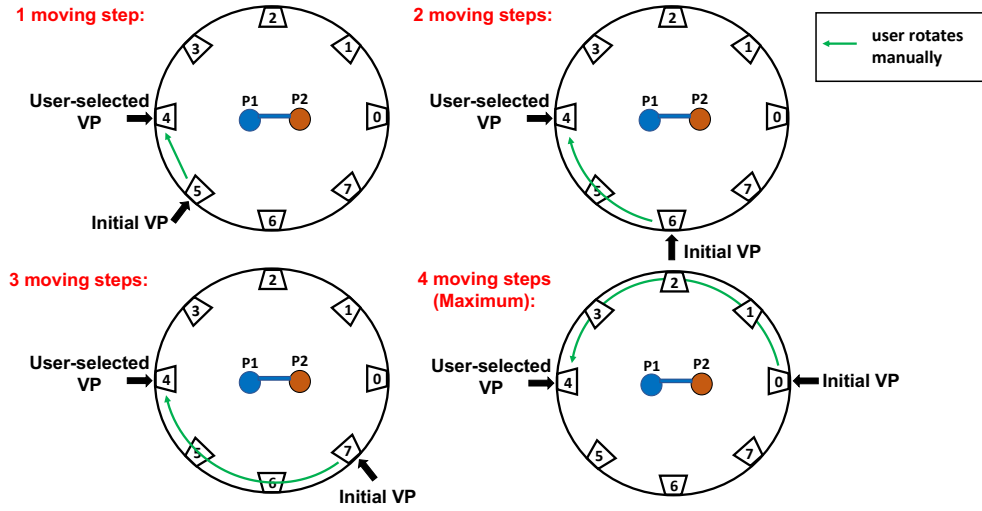 1 moving step:
2
3
1
User-selected
VP
4
P1
P2
0
5
7
Initial VP
6
2 moving steps:
2
3
1
User-selected
VP
4
P1
P2
0
5
7
6
Initial VP
user rotates
manually
3 moving steps:
2
3
1
User-selected
VP
4
P1
P2
0
5
7
6
Initial VP
4 moving steps
(Maximum):
2
3
1
User-selected
VP
4
P1
P2
0
Initial VP
5
7
6